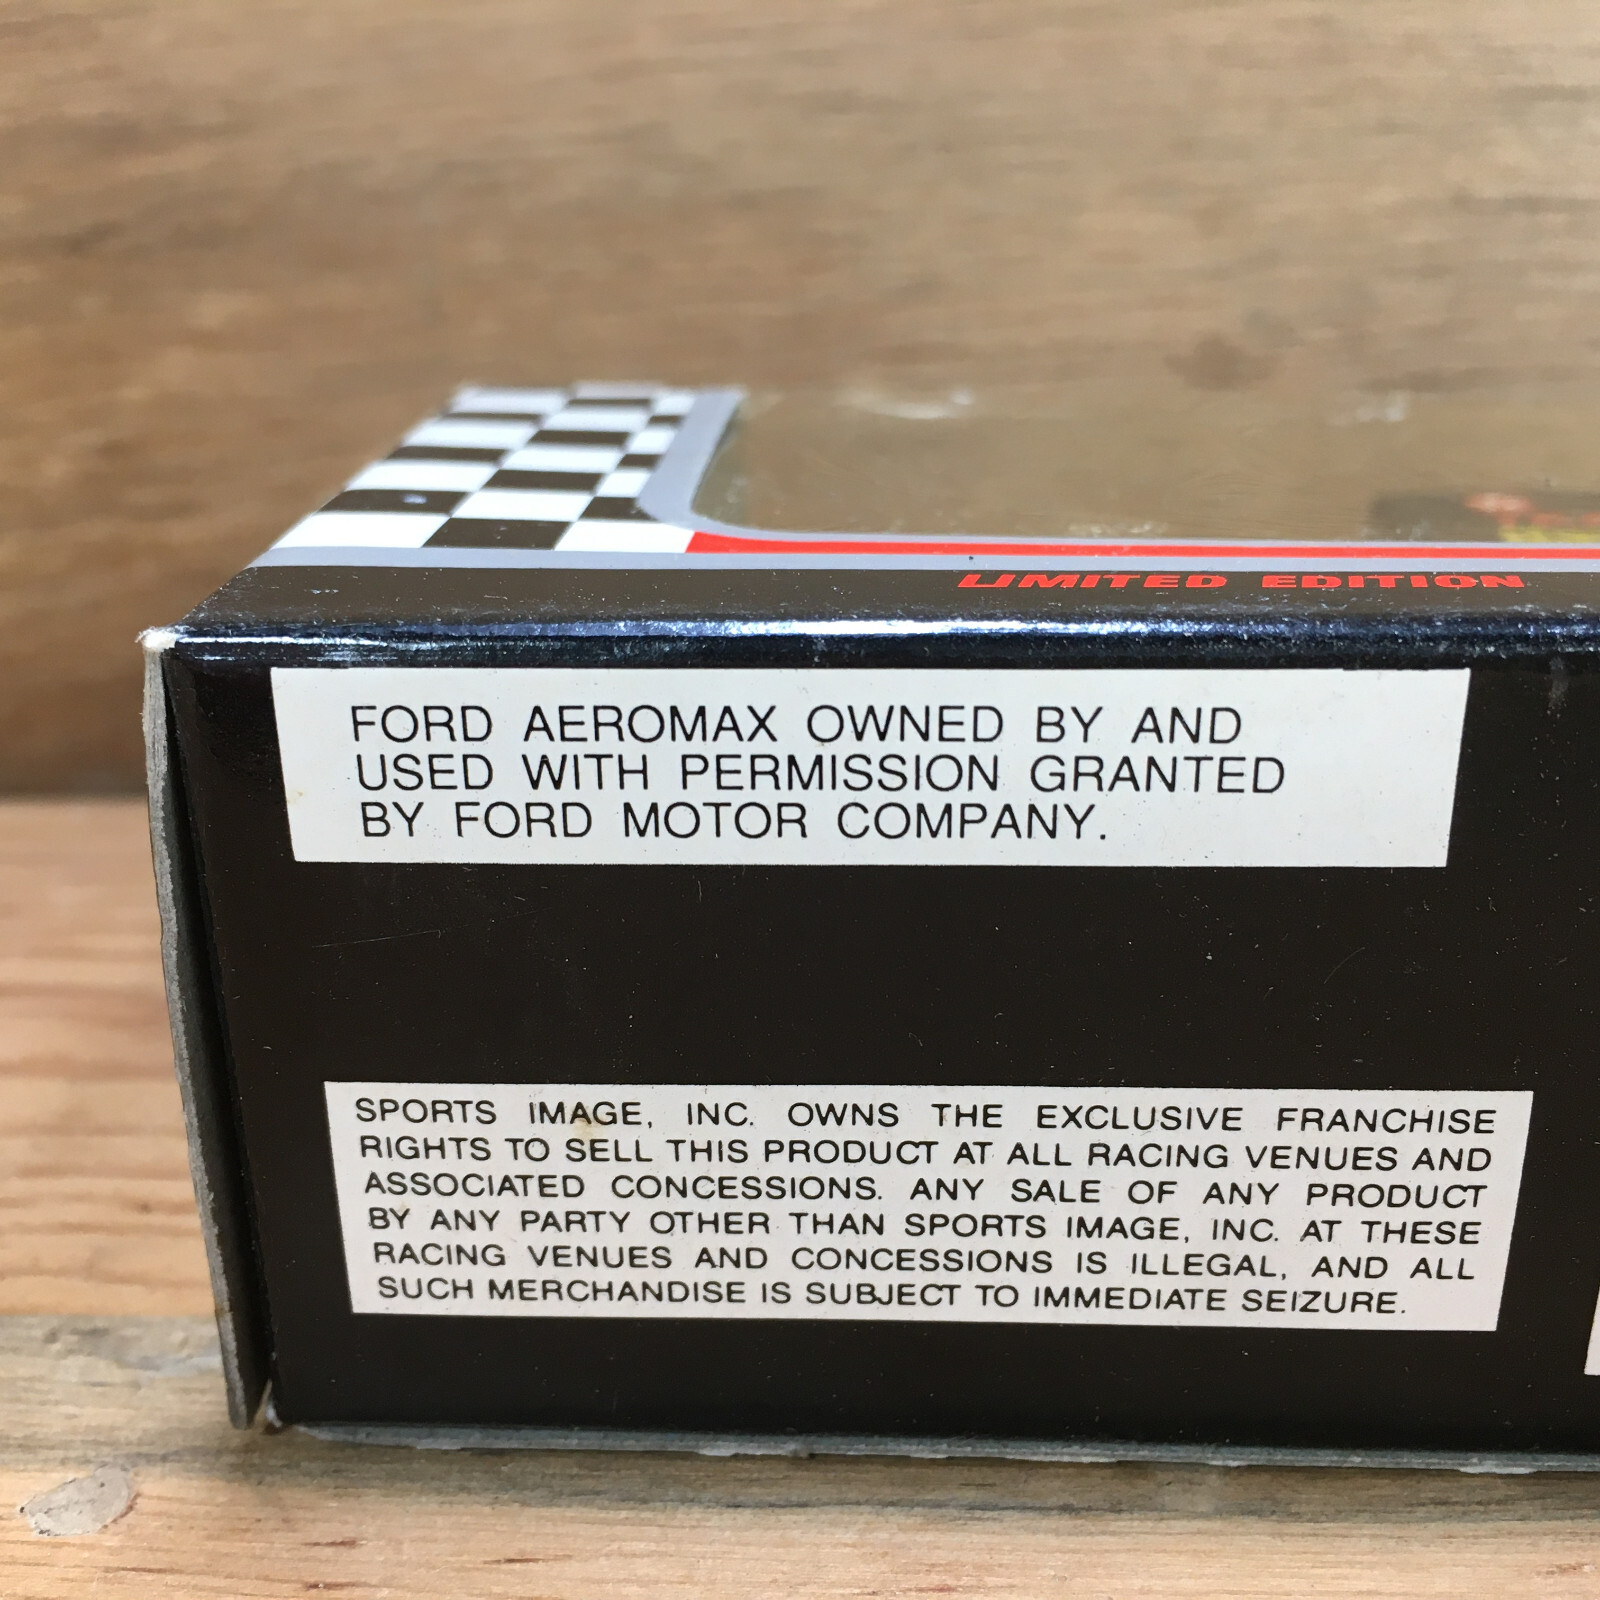 LIMITED EDITION
FORD AEROMAX OWNED BY AND
USED WITH PERMISSION GRANTED
BY FORD MOTOR COMPANY.
SPORTS IMAGE, INC. OWNS THE EXCLUSIVE FRANCHISE
RIGHTS TO SELL THIS PRODUCT AT ALL RACING VENUES AND
ASSOCIATED CONCESSIONS. ANY SALE OF ANY PRODUCT
BY ANY PARTY OTHER THAN SPORTS IMAGE, INC. AT THESE
RACING VENUES AND CONCESSIONS IS ILLEGAL, AND ALL
SUCH MERCHANDISE IS SUBJECT TO IMMEDIATE SEIZURE.